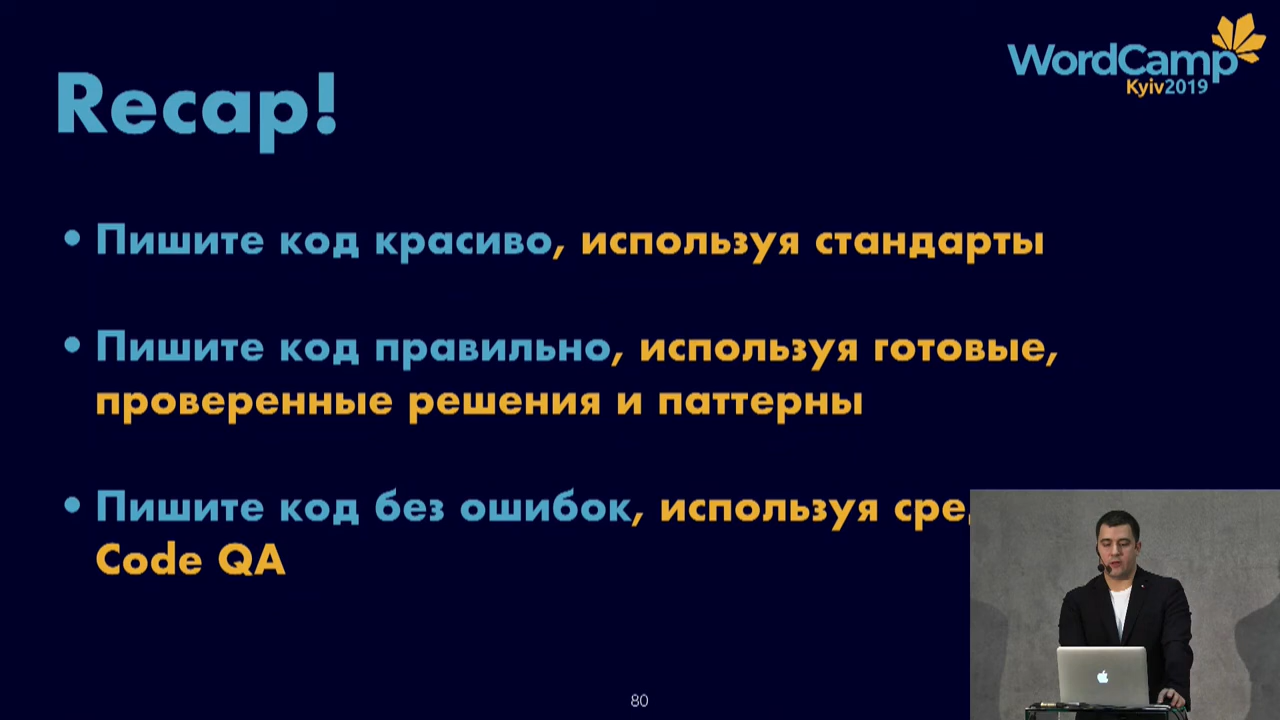 WordCamp
Kyiv2019
Recap!
• Пишите код красиво, используя стандарты
• Пишите код правильно, используя готовые,
проверенные решения и паттерны
• Пишите код без ошибок, используя
Code QA
80